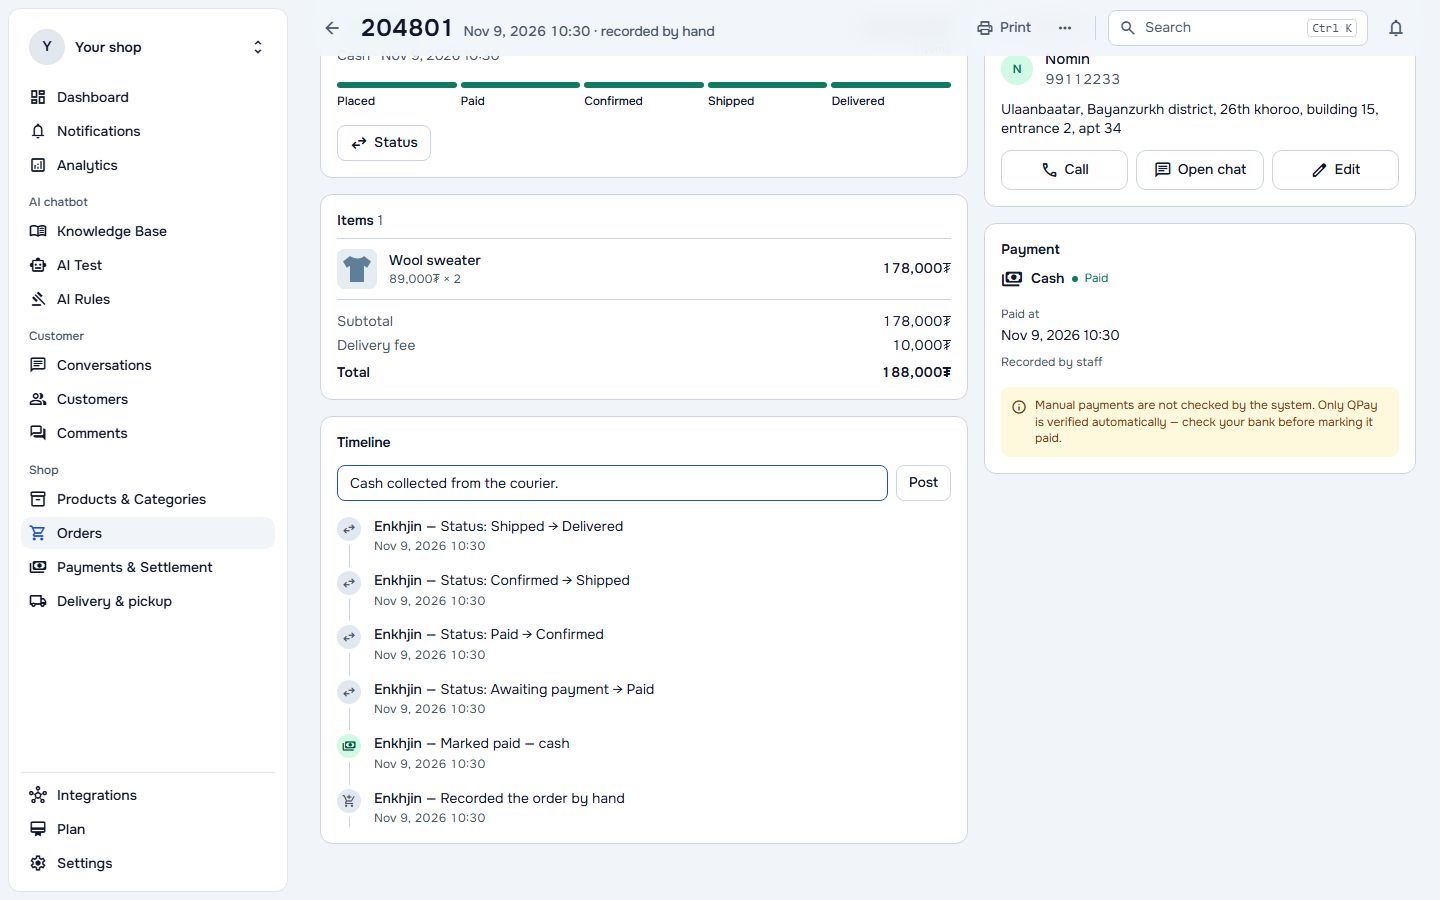 Y
Your shop
Dashboard
Notifications
Analytics
AI chatbot
Knowledge Base
AI Test
AI Rules
Customer
Conversations
Customers
Comments
Shop
Products & Categories
Orders
Payments & Settlement
Delivery & pickup
Integrations
Plan
Settings
204801 Nov 9, 2026 10:30 · recorded by hand
Print
Search
Ctrl K
Cash · Nov 9, 2026 10:30
Placed
Paid
Confirmed
Shipped
Delivered
Status
Items 1
Wool sweater
89,000₮ × 2
178,000₮
Subtotal
178,000₮
Delivery fee
10,000₮
Total
188,000₮
Timeline
Cash collected from the courier.
Post
Enkhjin — Status: Shipped → Delivered
Nov 9, 2026 10:30
Enkhjin — Status: Confirmed → Shipped
Nov 9, 2026 10:30
Enkhjin — Status: Paid → Confirmed
Nov 9, 2026 10:30
Enkhjin — Status: Awaiting payment → Paid
Nov 9, 2026 10:30
Enkhjin — Marked paid — cash
Nov 9, 2026 10:30
Enkhjin — Recorded the order by hand
Nov 9, 2026 10:30
N
Nomin
99112233
Ulaanbaatar, Bayanzurkh district, 26th khoroo, building 15,
entrance 2, apt 34
Call
Open chat
Edit
Payment
Cash
Paid
Paid at
Nov 9, 2026 10:30
Recorded by staff
Manual payments are not checked by the system. Only QPay
is verified automatically — check your bank before marking it
paid.